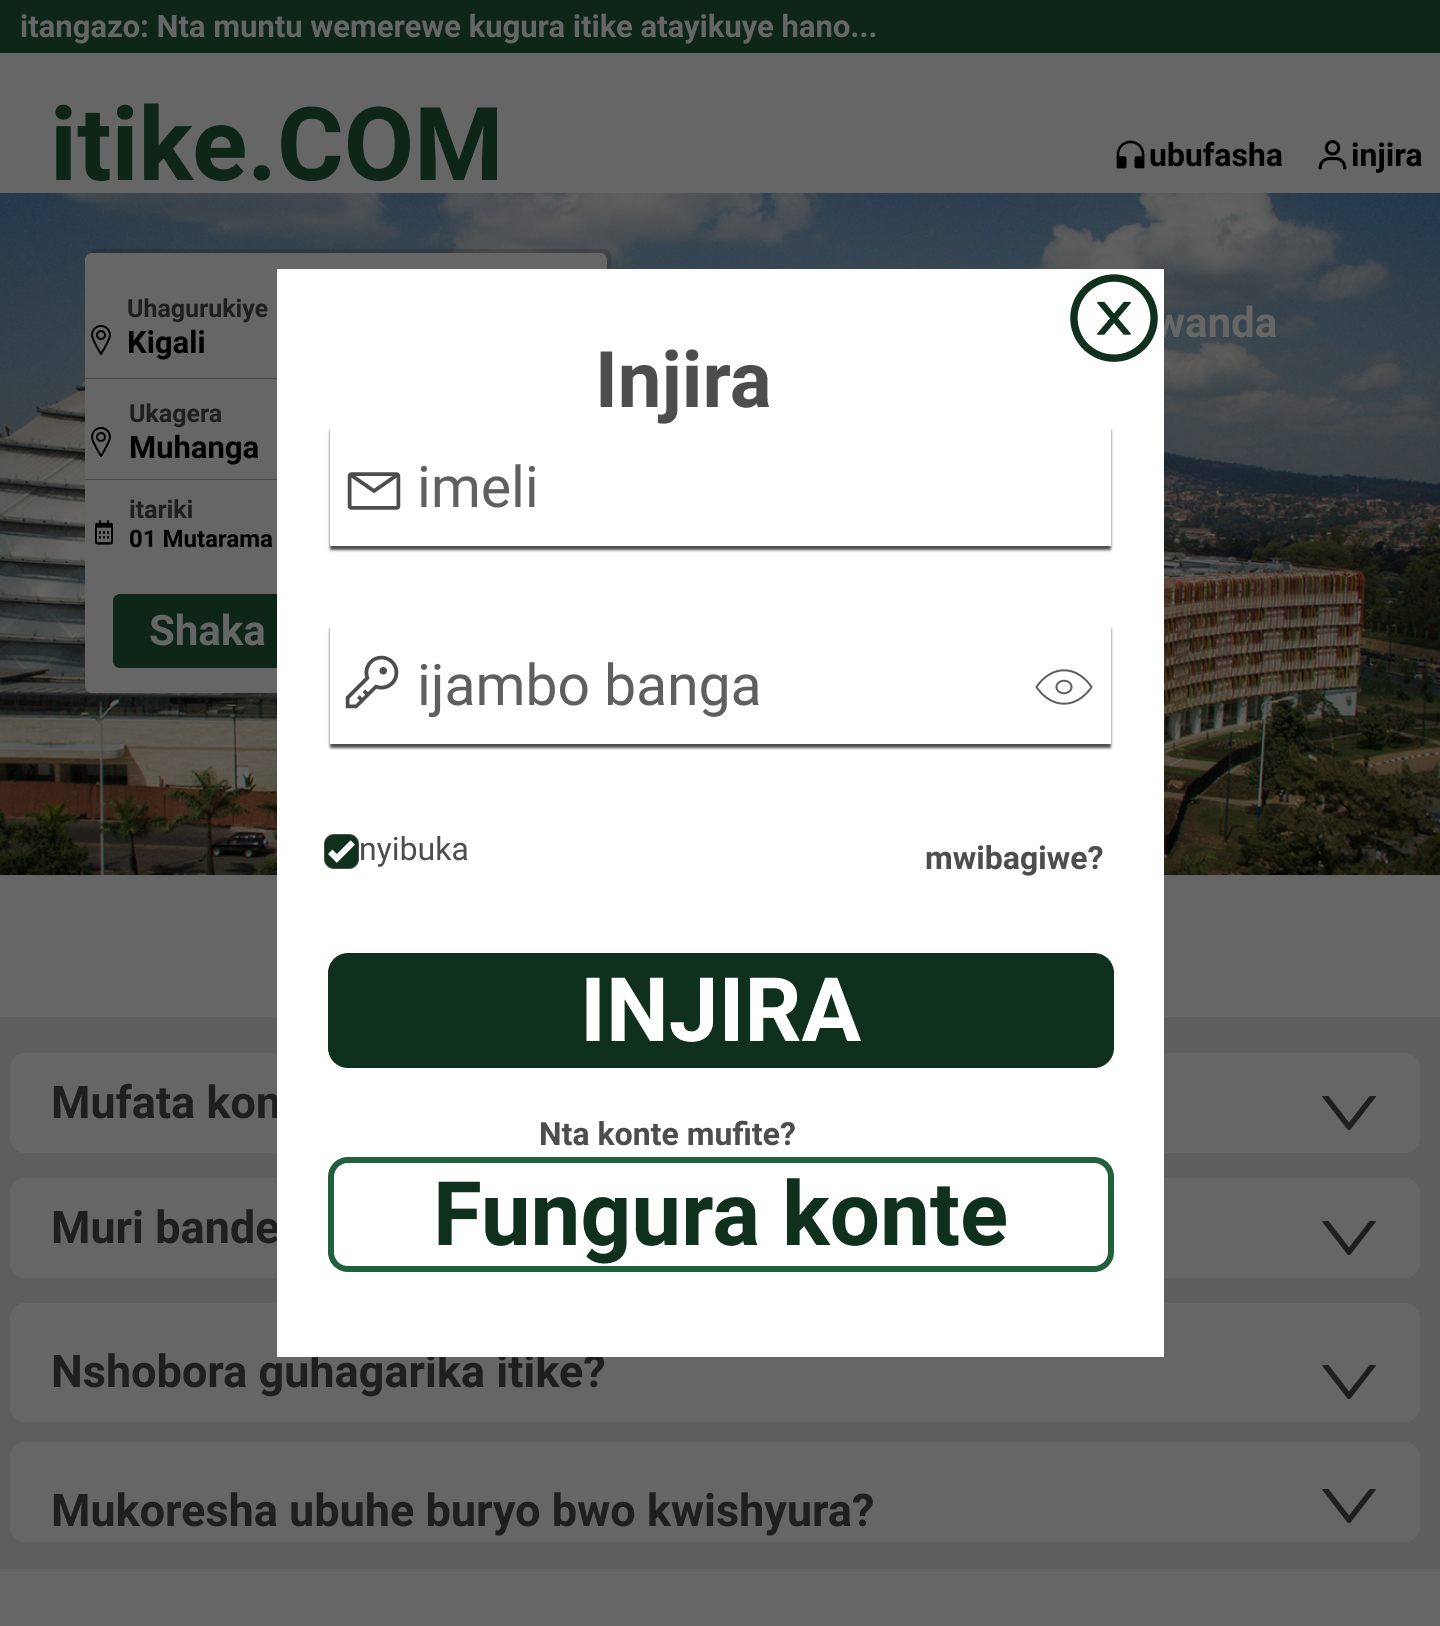 itangazo: Nta muntu wemerewe kugura itike atayikuye hano...
itike.COM
ubufasha
injira
Uhagurukiye
Kigali
Ukagera
Muhanga
itariki
01 Mutarama
Shaka
wanda
X
Injira
imeli
ijambo banga
nyibuka
mwibagiwe?
INJIRA
Nta konte mufite?
Fungura konte
Mufata kon
Muri bande
Nshobora guhagarika itike?
Mukoresha ubuhe buryo bwo kwishyura?